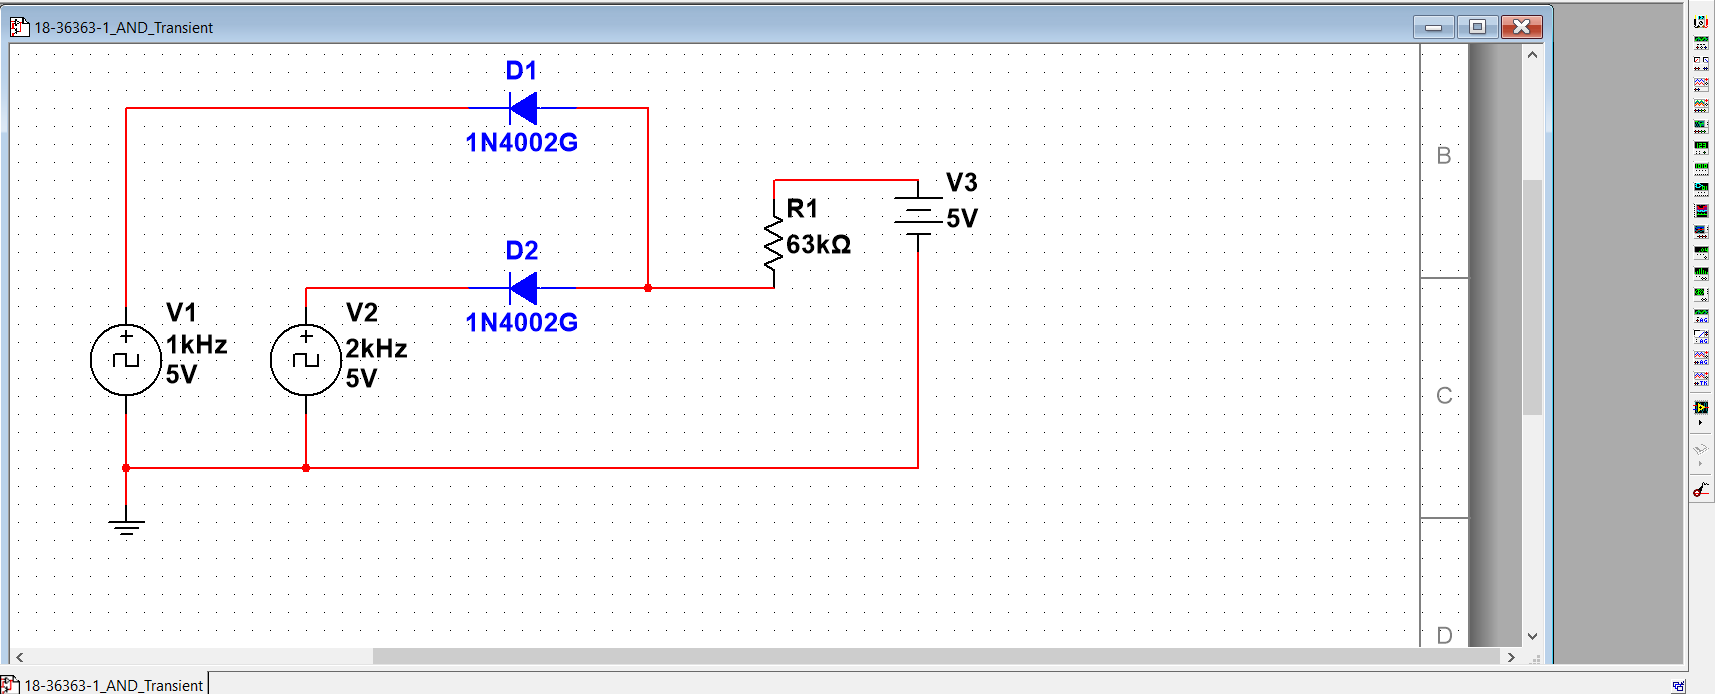 18-36363-1_AND_Transient
D1
1N4002G
B
V3
5V
R1
63kΩ
D2
1N4002G
V1
1kHz
5V
V2
2kHz
5V
C
D
18-36363-1_AND_Transient